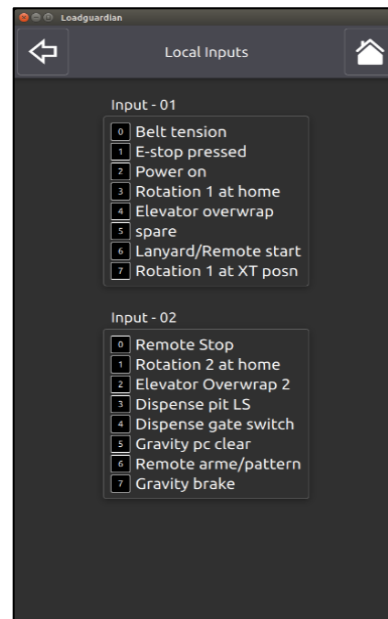 Loadguardian
Local Inputs
Input - 01
0 Belt tension
1 E-stop pressed
2 Power on
3 Rotation 1 at home
4 Elevator overwrap
5 spare
6 Lanyard/Remote start
7 Rotation 1 at XT posn
Input - 02
0 Remote Stop
1 Rotation 2 at home
2 Elevator Overwrap 2
3 Dispense pit LS
4 Dispense gate switch
5 Gravity pc clear
6 Remote arme/pattern
7 Gravity brake